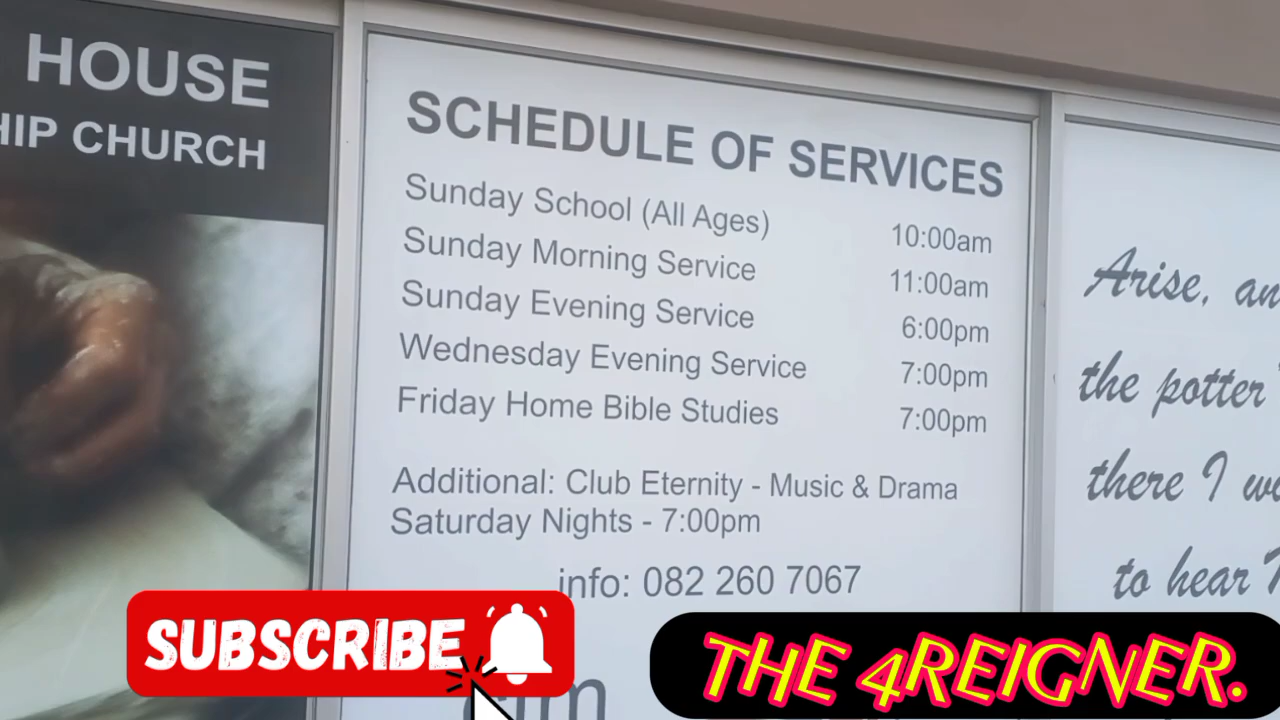 HOUSE
CHURCH
SCHEDULE OF SERVICES
Sunday School (All Ages) 10:00am
Sunday Morning Service 11:00am
Sunday Evening Service 6:00pm
Wednesday Evening Service 7:00pm
Friday Home Bible Studies 7:00pm
Additional: Club Eternity - Music & Drama
Saturday Nights - 7:00pm
info: 082 260 7067
Arise,
the potter
there I
to hear
SUBSCRIBE
THE 4REIGNER.